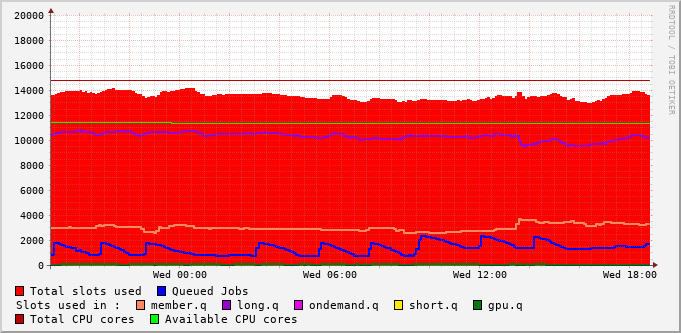 20000
18000
16000
14000
12000
10000
8000
6000
4000
2000
0
Wed 00:00 Wed 06:00 Wed 12:00 Wed 18:00
RRDTOOL / TOBI OETIKER
Total slots used Queued Jobs
Slots used in : member.q long.q ondemand.q short.q gpu.q
Total CPU cores Available CPU cores